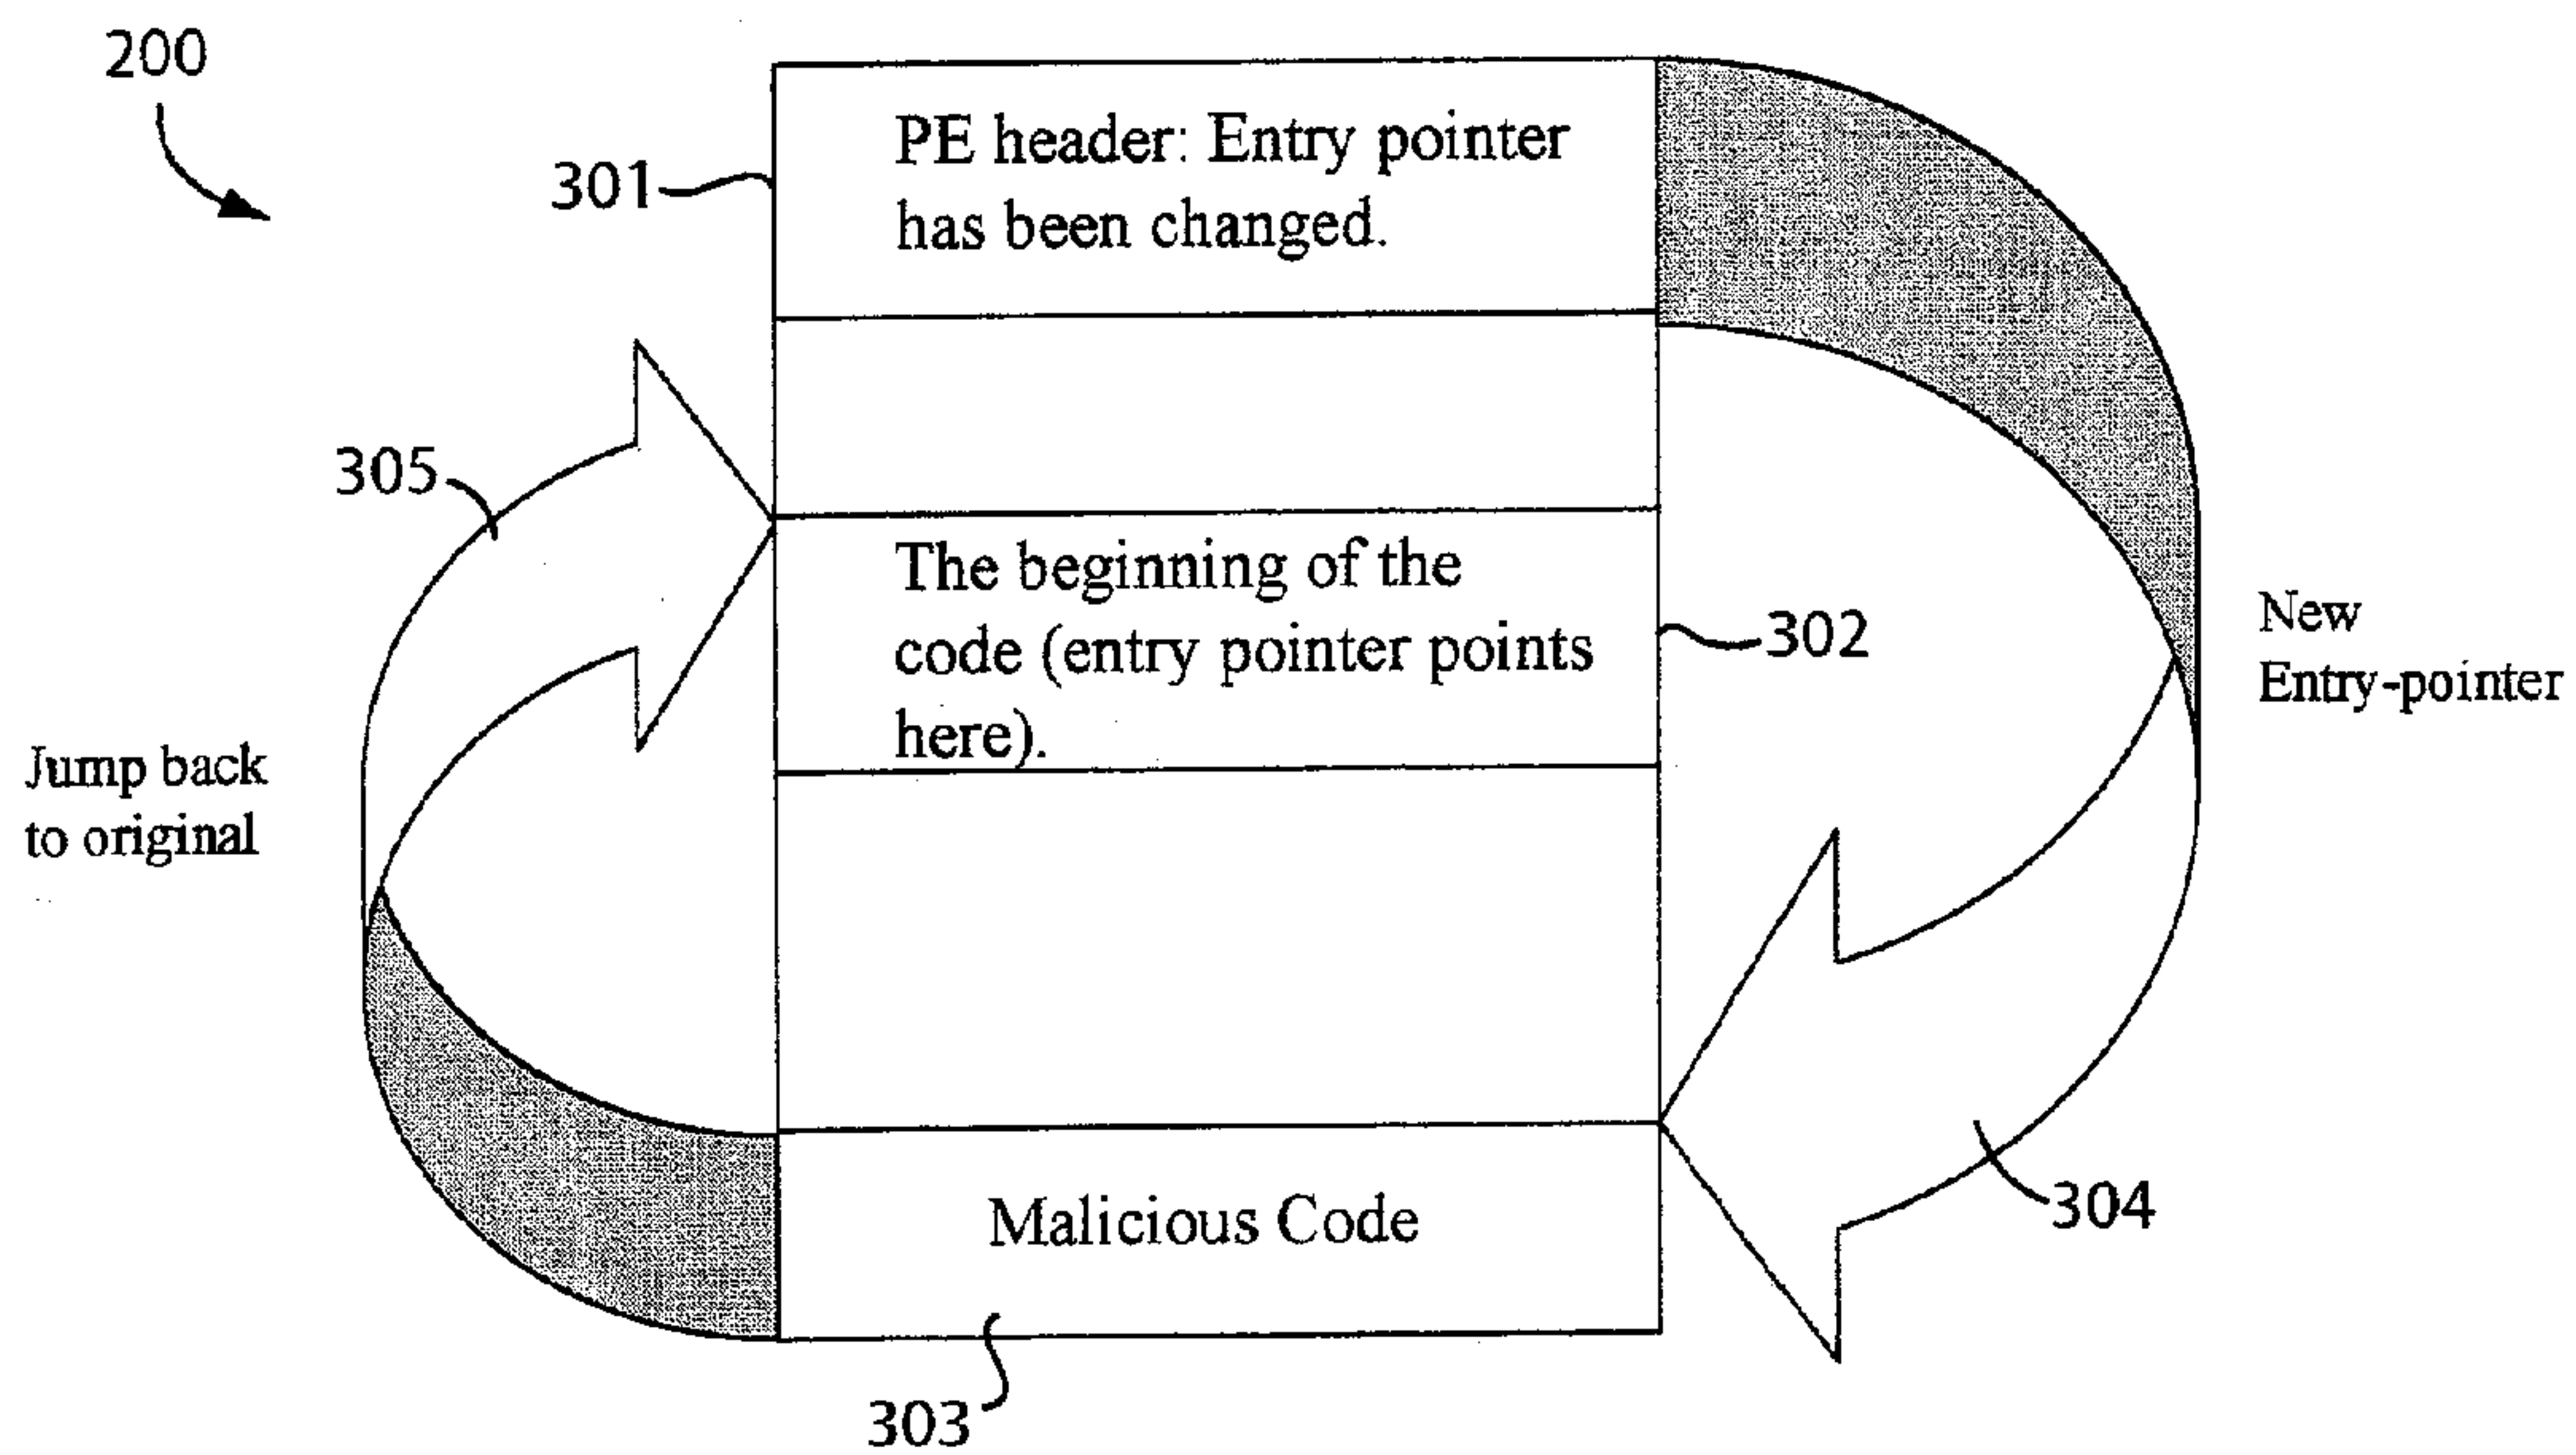 200
301
PE header: Entry pointer
has been changed.
305
The beginning of the
code (entry pointer points
here).
302
New
Entry-pointer
Jump back
to original
Malicious Code
304
303